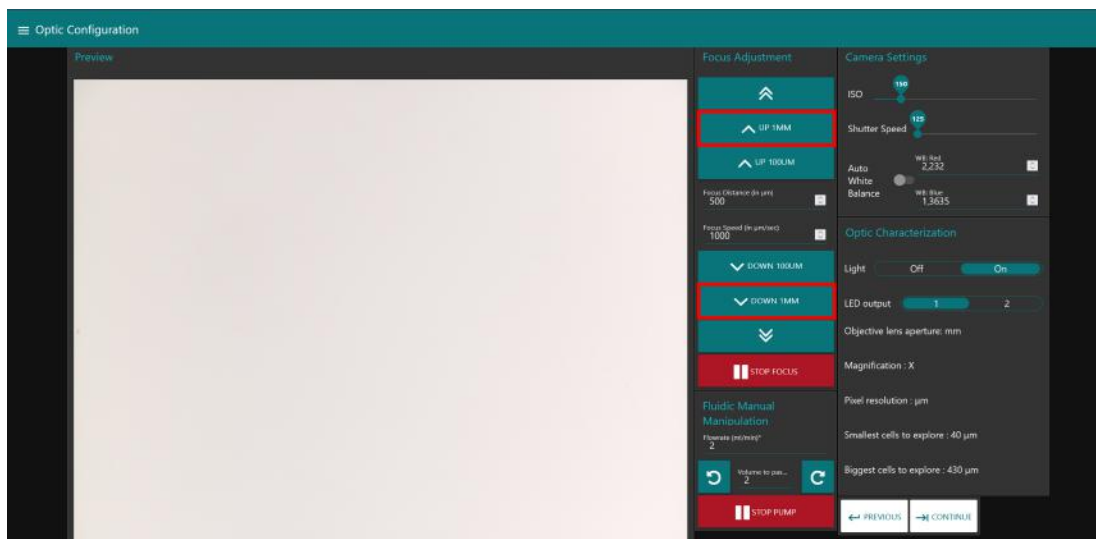 Optic Configuration
Preview
Focus Adjustment
UP 1MM
UP 100UM
Focus Distance (in µm)
500
Focus Speed (in µm/sec)
1000
DOWN 100UM
DOWN 1MM
STOP FOCUS
Fluidic Manual
Manipulation
Flowrate (ml/min)*
2
Volume to pas...
2
STOP PUMP
Camera Settings
150
ISO
125
Shutter Speed
Auto
White
Balance
WB: Red
2,232
WB: Blue
1,3635
Optic Characterization
Light Off On
LED output 1 2
Objective lens aperture: mm
Magnification : X
Pixel resolution : µm
Smallest cells to explore : 40 µm
Biggest cells to explore : 430 µm
PREVIOUS CONTINUE